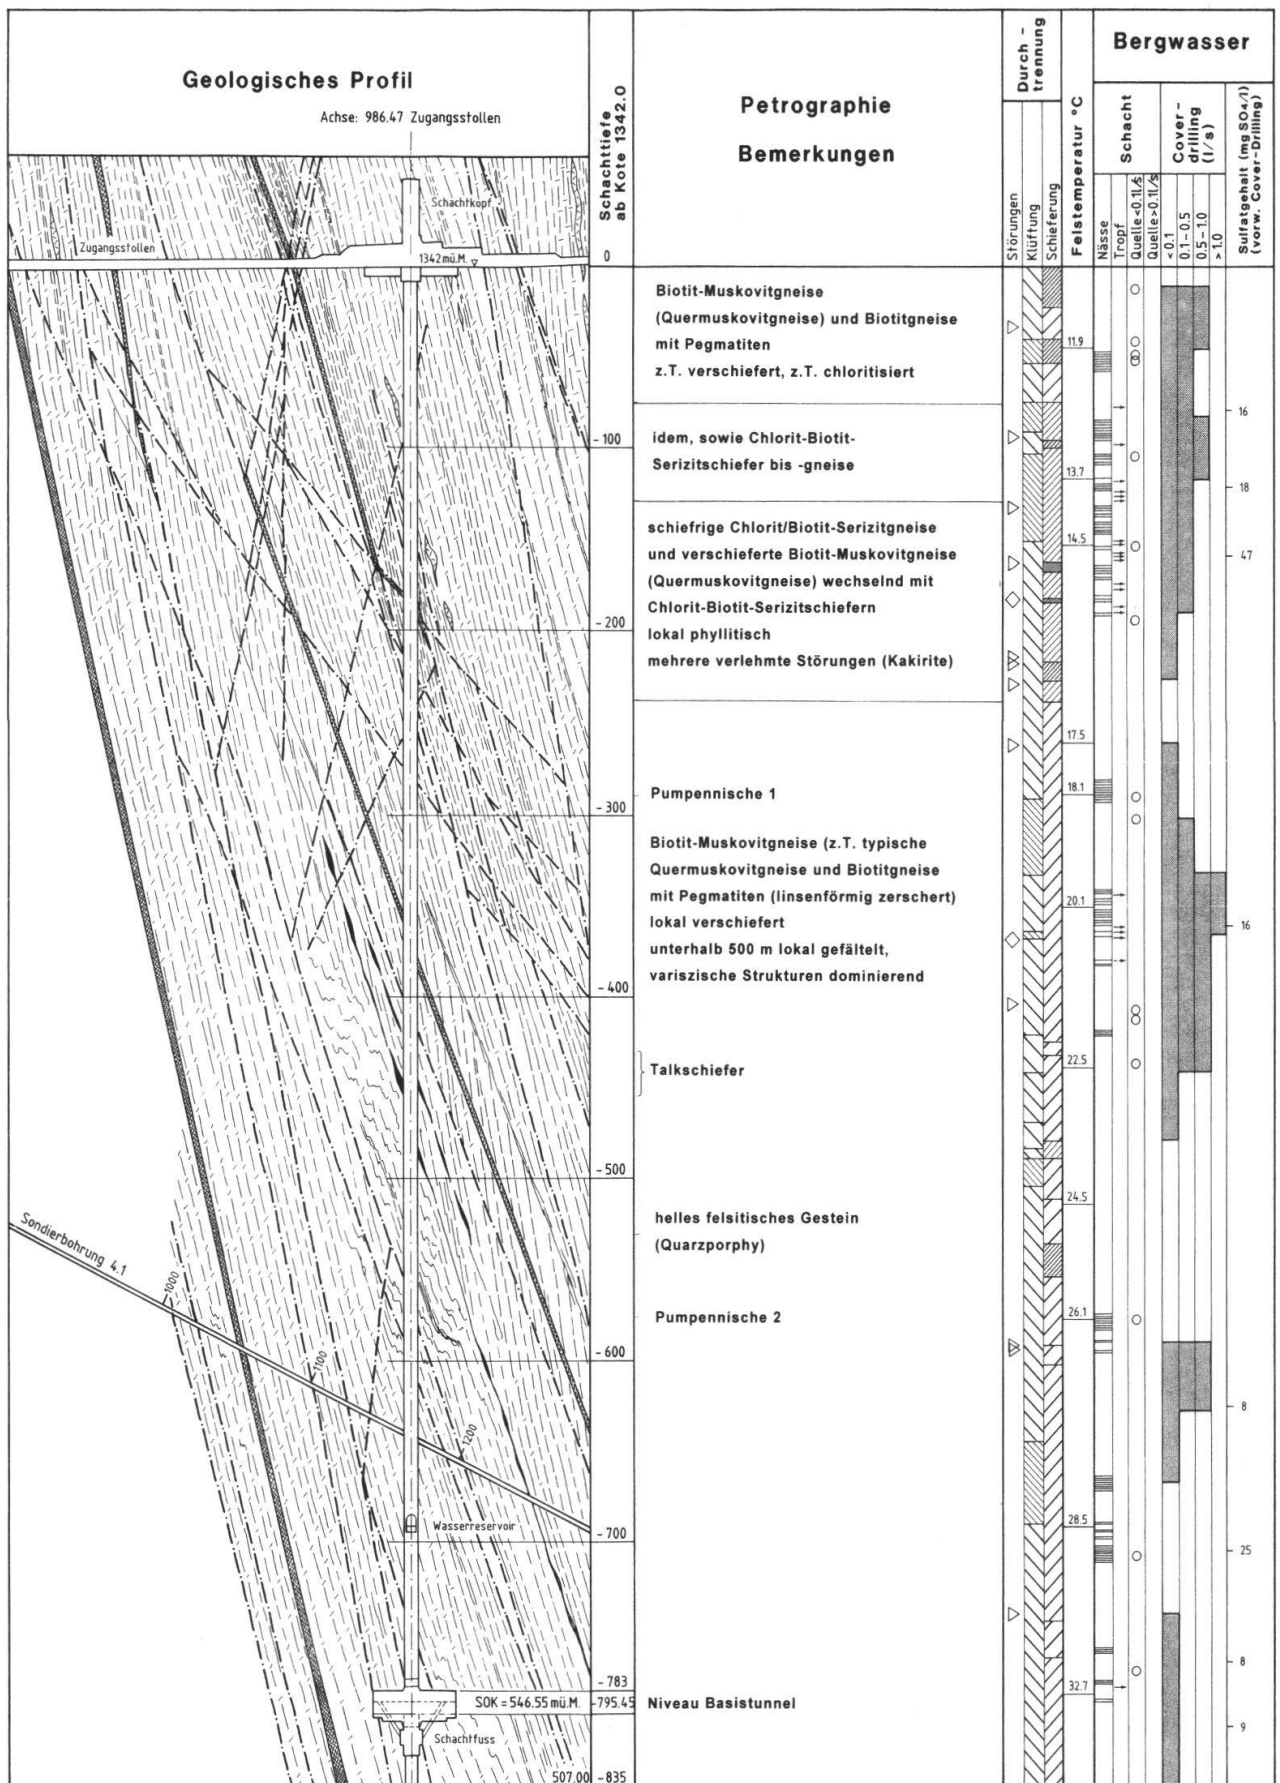 Geologisches Profil
Achse: 986.47 Zugangsstollen
Schachttiefe
ab Kote 1342.0
Petrographie
Bemerkungen
Durch-
trennung
Störungen
Klüftung
Schieferung
Felstemperatur °C
Bergwasser
Schacht
Nässe
Tropf
Quelle<0.1l/s
Quelle>0.1l/s
Cover-
drilling
(l/s)
< 0.1
0.1-0.5
0.5-1.0
> 1.0
Sulfatgehalt (mg SO4/l)
(vorw. Cover-Drilling)
Schachtkopf
Zugangsstollen
1342mü.M.
0
Biotit-Muskovitgneise
(Quermuskovitgneise) und Biotitgneise
mit Pegmatiten
z.T. verschiefert, z.T. chloritisiert
11.9
16
-100
idem, sowie Chlorit-Biotit-
Serizitschiefer bis -gneise
13.7
18
schiefrige Chlorit/Biotit-Serizitgneise
und verschieferte Biotit-Muskovitgneise
(Quermuskovitgneise) wechselnd mit
Chlorit-Biotit-Serizitschiefern
lokal phyllitisch
mehrere verlehmte Störungen (Kakirite)
14.5
47
-200
17.5
Pumpennische 1
18.1
-300
Biotit-Muskovitgneise (z.T. typische
Quermuskovitgneise und Biotitgneise
mit Pegmatiten (linsenförmig zerschert)
lokal verschiefert
unterhalb 500 m lokal gefältelt,
variszische Strukturen dominierend
20.1
16
-400
Talkschiefer
22.5
-500
24.5
helles felsitisches Gestein
(Quarzporphy)
Sondierbohrung 4.1
1000
Pumpennische 2
26.1
-600
1100
8
1200
Wasserreservoir
-700
28.5
25
8
-783
SOK = 546.55mü.M.
-795.45
Niveau Basistunnel
32.7
Schachtfuss
9
507.00
-835